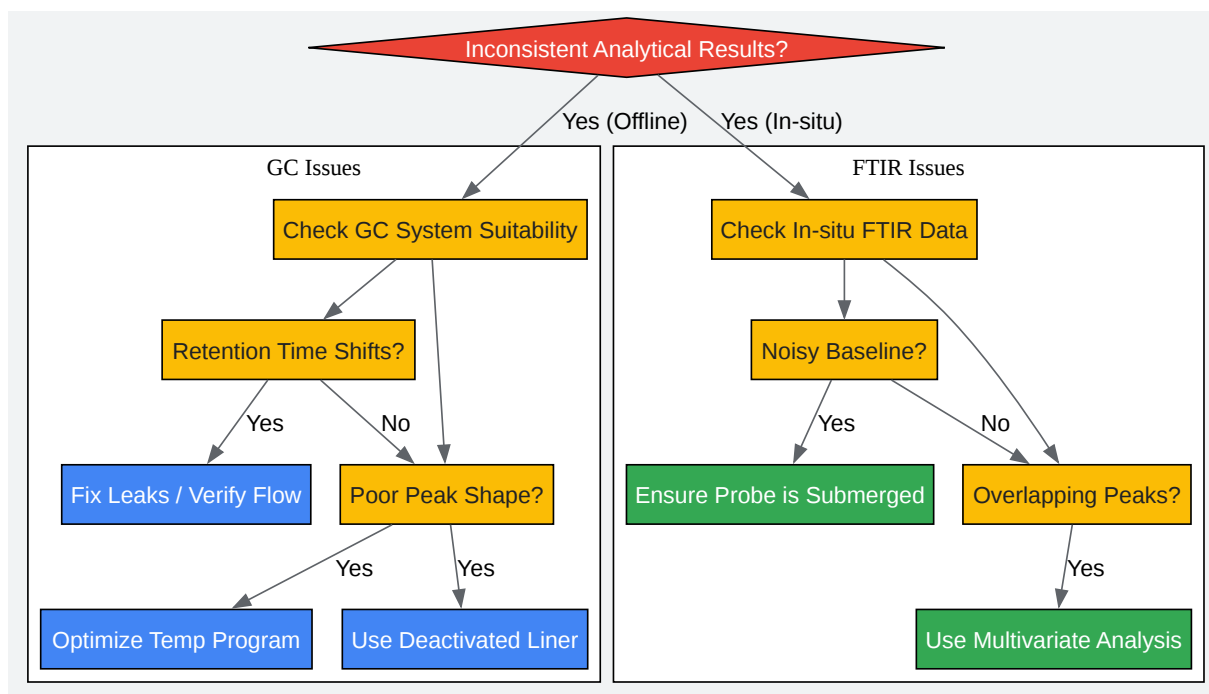 Inconsistent Analytical Results?
Yes (Offline)
Yes (In-situ)
GC Issues
Check GC System Suitability
Retention Time Shifts?
Yes
No
Fix Leaks / Verify Flow
Poor Peak Shape?
Yes
Yes
Optimize Temp Program
Use Deactivated Liner
FTIR Issues
Check In-situ FTIR Data
Noisy Baseline?
Yes
No
Ensure Probe is Submerged
Overlapping Peaks?
Yes
Use Multivariate Analysis